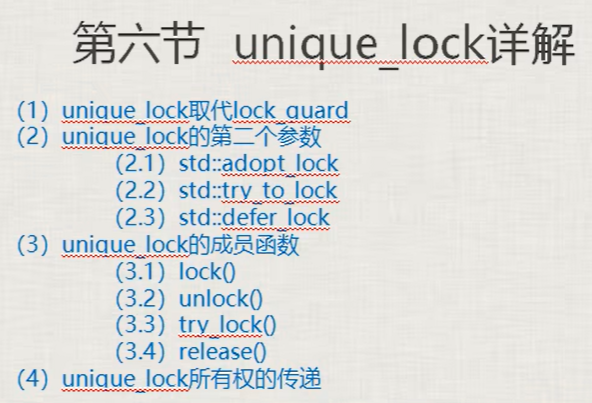 第六节 unique_lock详解
(1) unique_lock取代lock_guard
(2) unique_lock的第二个参数
(2.1) std::adopt_lock
(2.2) std::try_to_lock
(2.3) std::defer_lock
(3) unique_lock的成员函数
(3.1) lock()
(3.2) unlock()
(3.3) try_lock()
(3.4) release()
(4) unique_lock所有权的传递